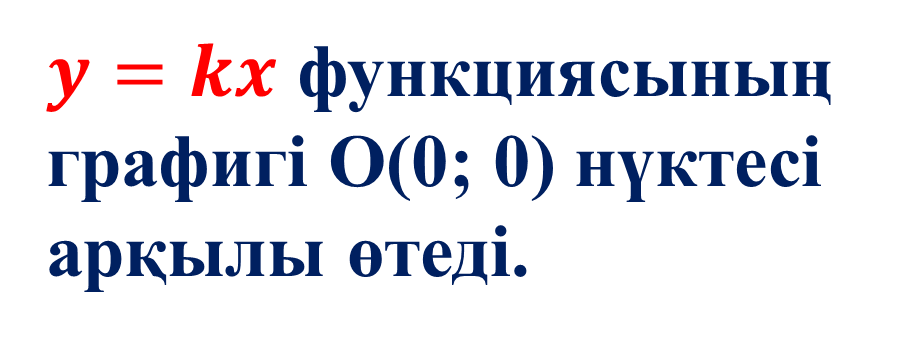 y = kx функциясының
графигі О(0; 0) нүктесі
арқылы өтеді.